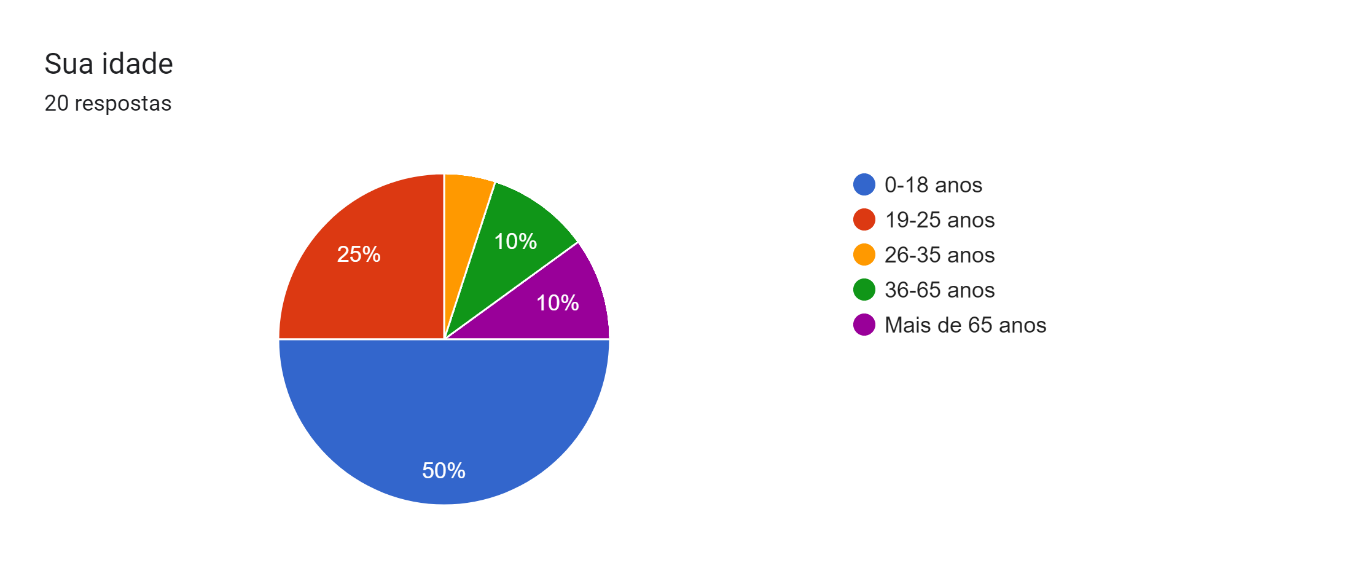 Sua idade
20 respostas
0-18 anos
19-25 anos
26-35 anos
36-65 anos
Mais de 65 anos
25%
10%
10%
50%